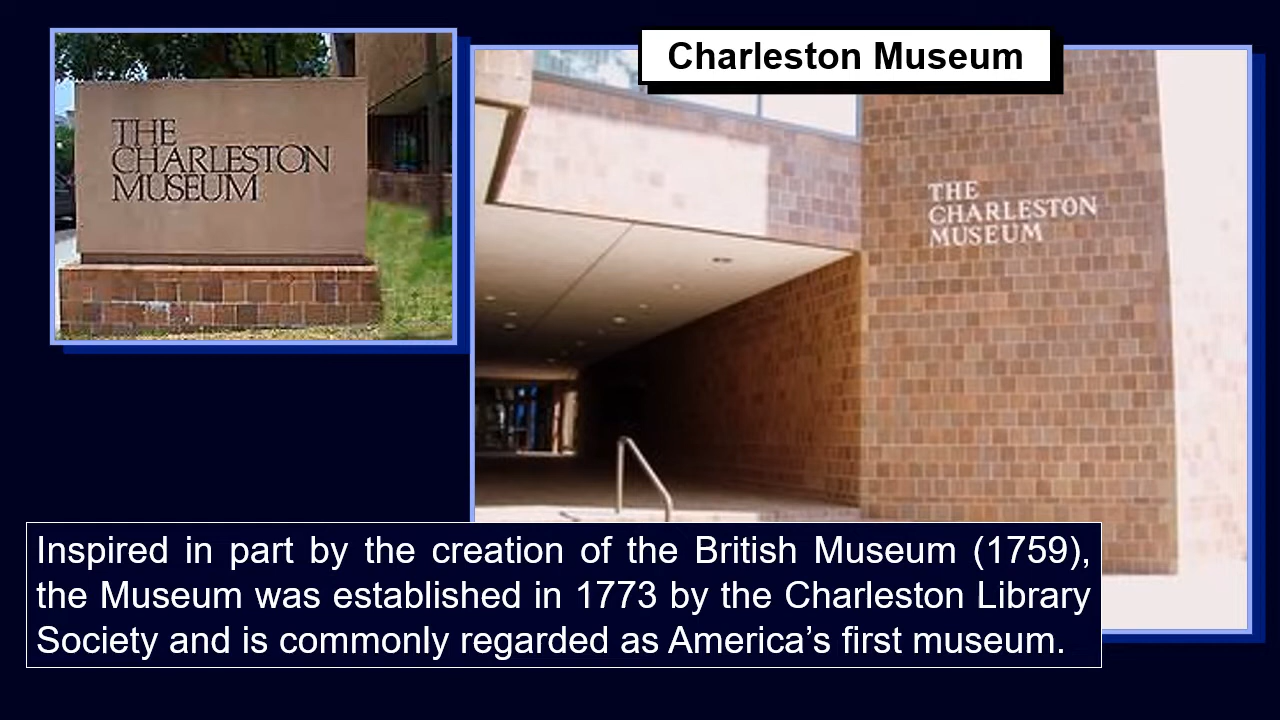 THE
CHARLESTON
MUSEUM
Charleston Museum
THE
CHARLESTON
MUSEUM
Inspired in part by the creation of the British Museum (1759),
the Museum was established in 1773 by the Charleston Library
Society and is commonly regarded as America’s first museum.